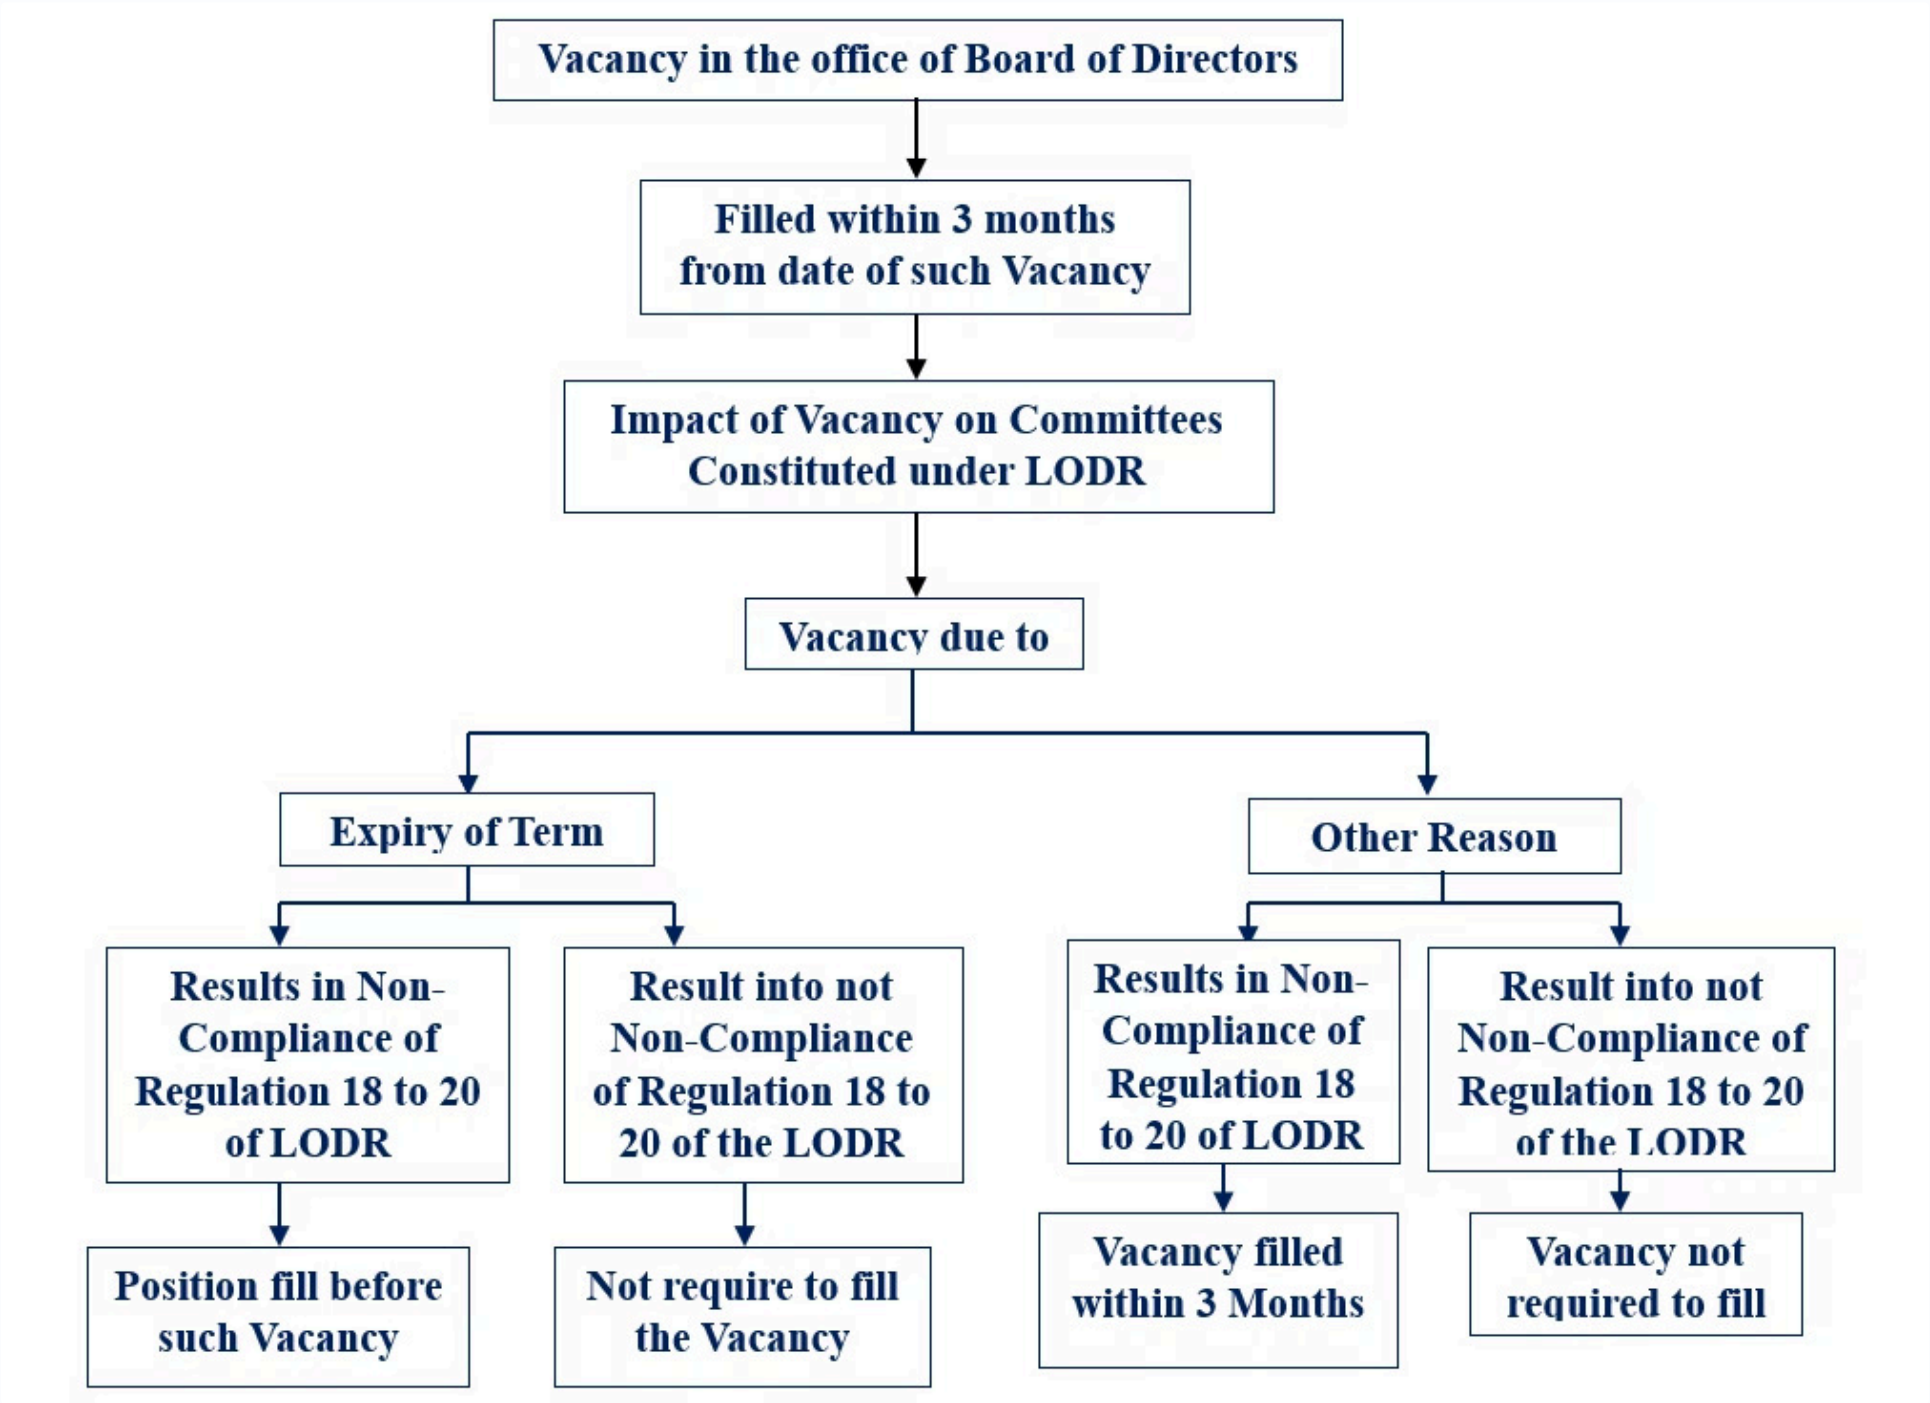 Vacancy in the office of Board of Directors
Filled within 3 months
from date of such Vacancy
Impact of Vacancy on Committees
Constituted under LODR
Vacancy due to
Expiry of Term
Other Reason
Results in Non-
Compliance of
Regulation 18 to 20
of LODR
Result into not
Non-Compliance
of Regulation 18 to
20 of the LODR
Results in Non-
Compliance of
Regulation 18
to 20 of LODR
Result into not
Non-Compliance of
Regulation 18 to 20
of the LODR
Position fill before
such Vacancy
Not require to fill
the Vacancy
Vacancy filled
within 3 Months
Vacancy not
required to fill